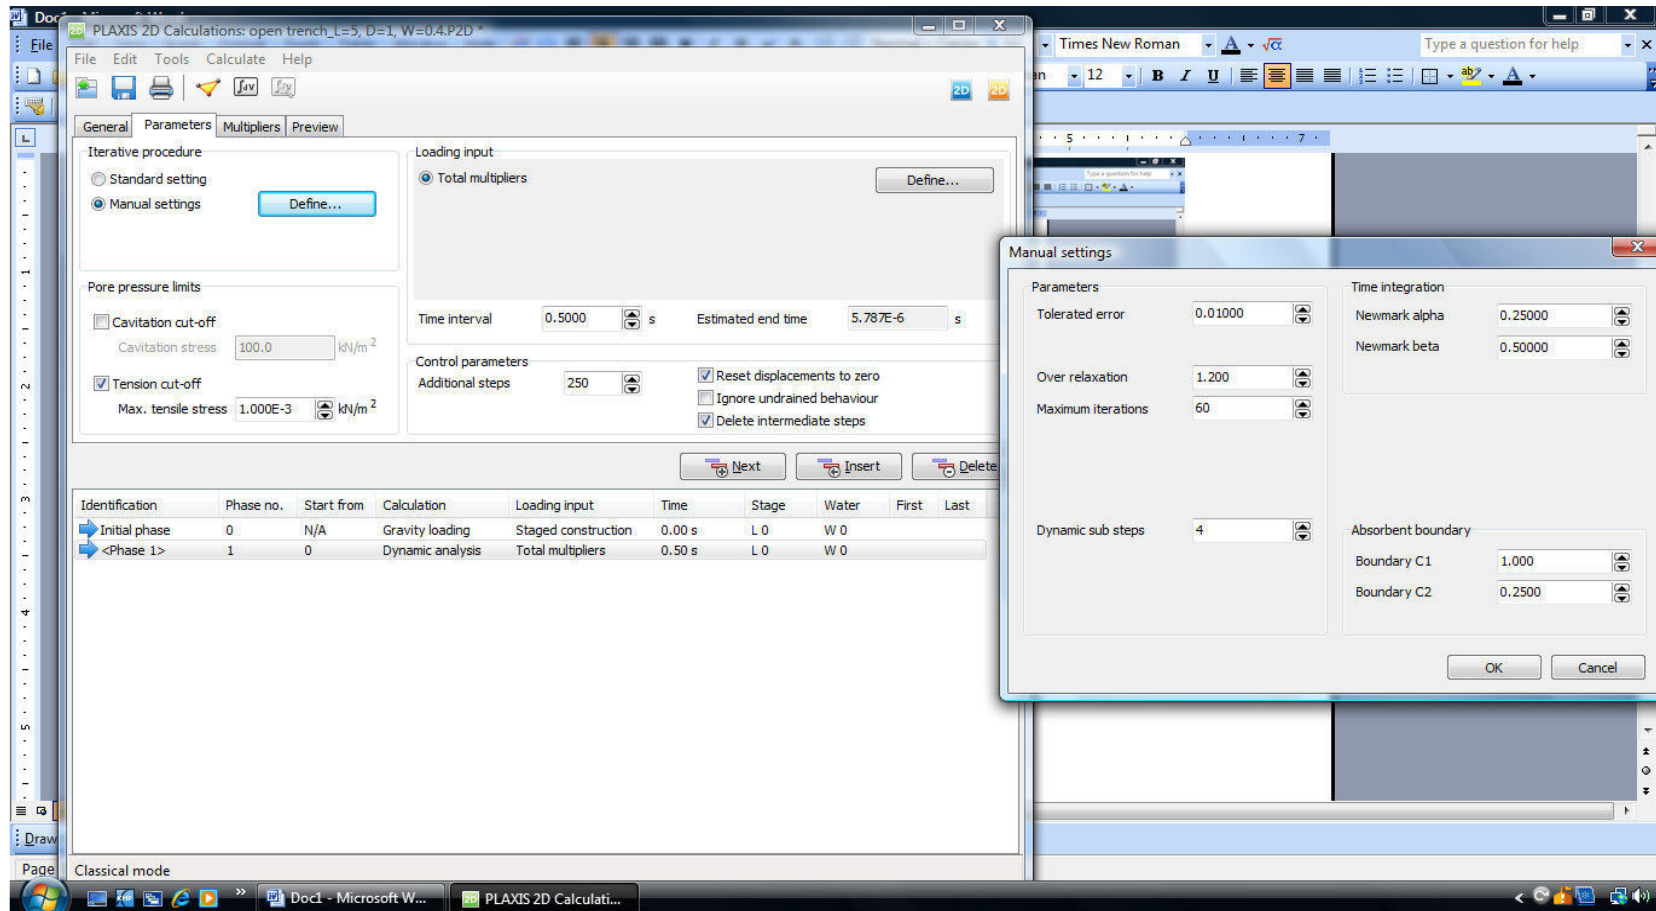 PLAXIS 2D Calculations: open trench_L=5, D=1, W=0.4.P2D *
File Edit Tools Calculate Help
General Parameters Multipliers Preview
Iterative procedure
Standard setting
Manual settings Define...
Loading input
Total multipliers Define...
Pore pressure limits
Cavitation cut-off
Cavitation stress 100.0 kN/m 2
Tension cut-off
Max. tensile stress 1.000E-3 kN/m 2
Time interval 0.5000 s Estimated end time 5.787E-6 s
Control parameters
Additional steps 250
Reset displacements to zero
Ignore undrained behaviour
Delete intermediate steps
Next Insert Delete
Identification Phase no. Start from Calculation Loading input Time Stage Water First Last
Initial phase 0 N/A Gravity loading Staged construction 0.00 s L 0 W 0
<Phase 1> 1 0 Dynamic analysis Total multipliers 0.50 s L 0 W 0
Classical mode
File
Times New Roman A √α Type a question for help
12 B I U
5 7
Manual settings
Parameters
Tolerated error 0.01000
Over relaxation 1.200
Maximum iterations 60
Dynamic sub steps 4
Time integration
Newmark alpha 0.25000
Newmark beta 0.50000
Absorbent boundary
Boundary C1 1.000
Boundary C2 0.2500
OK Cancel
Draw
Page
Doc1 - Microsoft W... PLAXIS 2D Calculati...